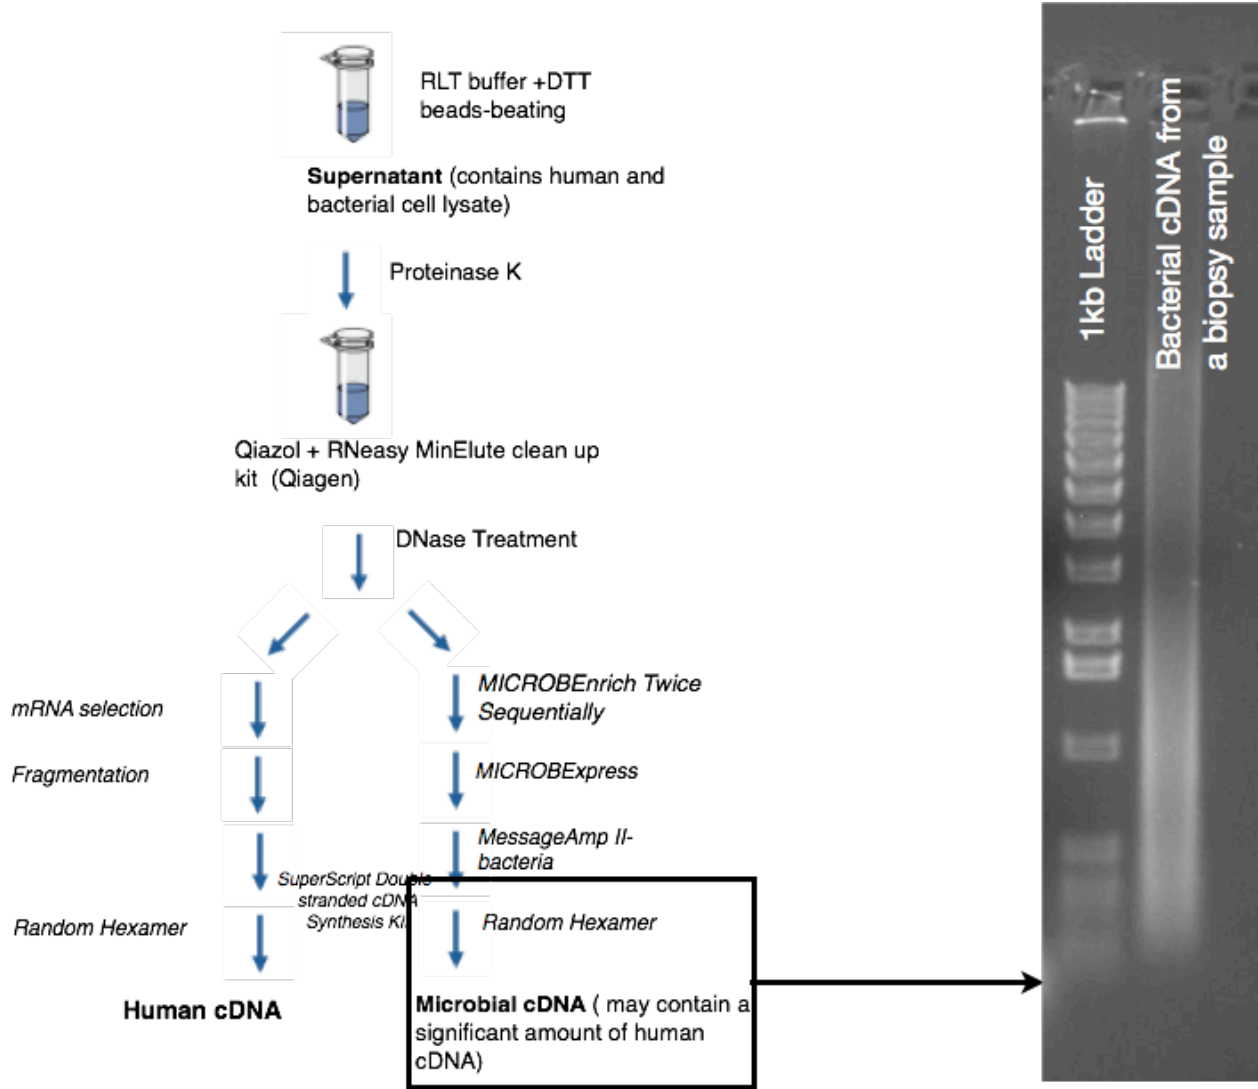 RLT buffer +DTT
beads-beating
Supernatant (contains human and
bacterial cell lysate)
Proteinase K
Qiazol + RNeasy MinElute clean up
kit (Qiagen)
DNase Treatment
mRNA selection
MICROBEnrich Twice
Sequentially
Fragmentation
MICROBExpress
MessageAmp II-
bacteria
SuperScript Double
stranded cDNA
Synthesis Ki
Random Hexamer
Random Hexamer
Human cDNA
Microbial cDNA ( may contain a
significant amount of human
cDNA)
1kb Ladder
Bacterial cDNA from
a biopsy sample